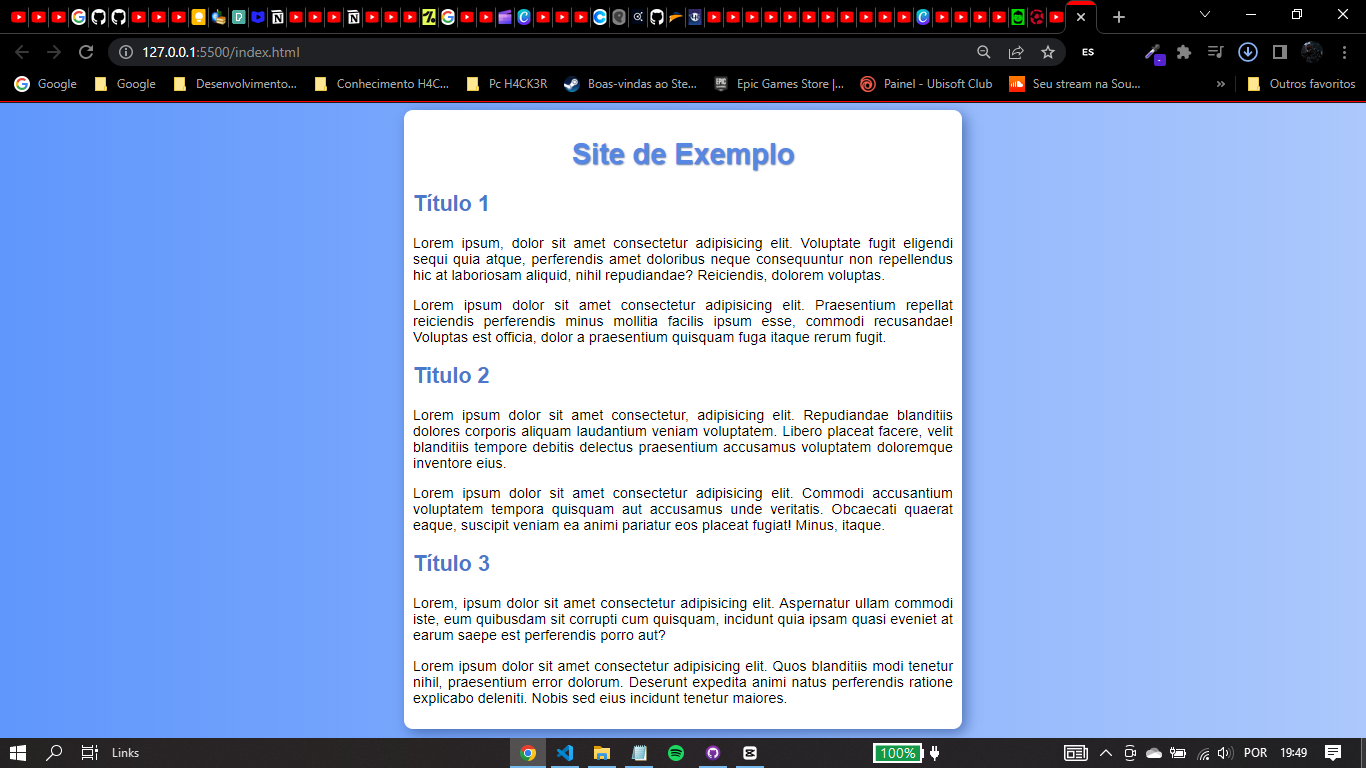 127.0.0.1:5500/index.html
ES
Google
Google
Desenvolvimento...
Conhecimento H4C...
Pc H4CK3R
Boas-vindas ao Ste...
Epic Games Store |...
Painel - Ubisoft Club
Seu stream na Sou...
»
Outros favoritos
Site de Exemplo
Título 1
Lorem ipsum, dolor sit amet consectetur adipisicing elit. Voluptate fugit eligendi
sequi quia atque, perferendis amet doloribus neque consequuntur non repellendus
hic at laboriosam aliquid, nihil repudiandae? Reiciendis, dolorem voluptas.
Lorem ipsum dolor sit amet consectetur adipisicing elit. Praesentium repellat
reiciendis perferendis minus mollitia facilis ipsum esse, commodi recusandae!
Voluptas est officia, dolor a praesentium quisquam fuga itaque rerum fugit.
Titulo 2
Lorem ipsum dolor sit amet consectetur, adipisicing elit. Repudiandae blanditiis
dolores corporis aliquam laudantium veniam voluptatem. Libero placeat facere, velit
blanditiis tempore debitis delectus praesentium accusamus voluptatem doloremque
inventore eius.
Lorem ipsum dolor sit amet consectetur adipisicing elit. Commodi accusantium
voluptatem tempora quisquam aut accusamus unde veritatis. Obcaecati quaerat
eaque, suscipit veniam ea animi pariatur eos placeat fugiat! Minus, itaque.
Título 3
Lorem, ipsum dolor sit amet consectetur adipisicing elit. Aspernatur ullam commodi
iste, eum quibusdam sit corrupti cum quisquam, incidunt quia ipsam quasi eveniet at
earum saepe est perferendis porro aut?
Lorem ipsum dolor sit amet consectetur adipisicing elit. Quos blanditiis modi tenetur
nihil, praesentium error dolorum. Deserunt expedita animi natus perferendis ratione
explicabo deleniti. Nobis sed eius incidunt tenetur maiores.
Links
100%
POR
19:49